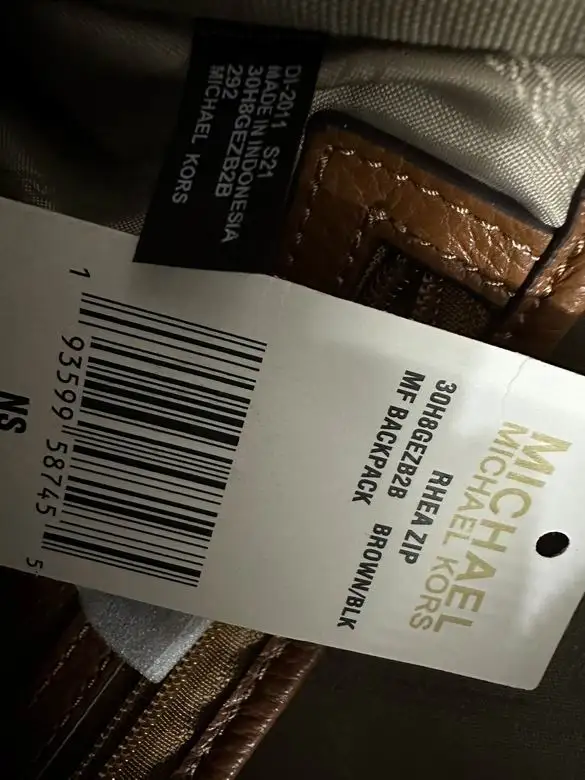 DI-2011 S21
MADE IN INDONESIA
30H8GEZB2B
292
MICHAEL KORS
MICHAEL
MICHAEL KORS
RHEA ZIP
30H8GEZB2B
MF BACKPACK BROWN/BLK
1 93599 58745 5
NS